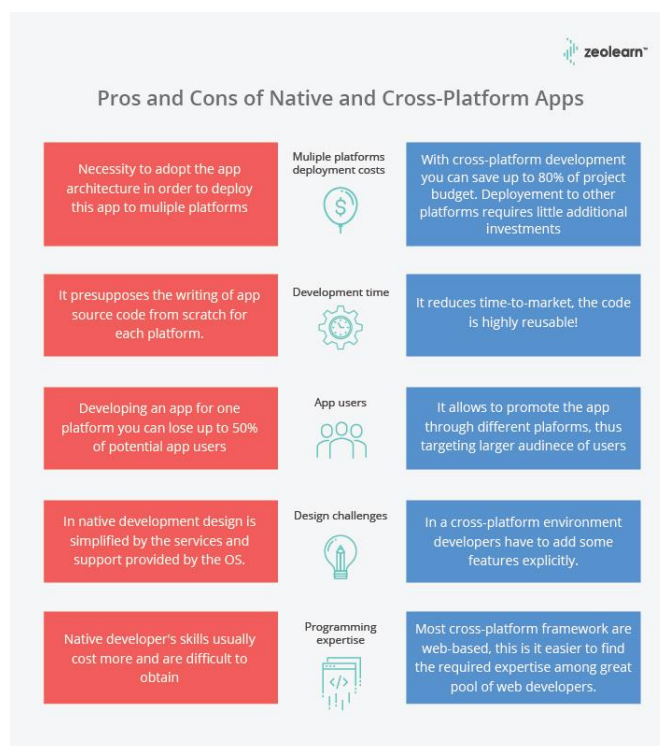 zeolearn™
Pros and Cons of Native and Cross-Platform Apps
Necessity to adopt the app
architecture in order to deploy
this app to muliple platforms
Muliple platforms
deployment costs
$
With cross-platform development
you can save up to 80% of project
budget. Deployement to other
platforms requires little additional
investments
It presupposes the writing of app
source code from scratch for
each platform.
Development time
It reduces time-to-market, the code
is highly reusable!
Developing an app for one
platform you can lose up to 50%
of potential app users
App users
It allows to promote the app
through different plaforms, thus
targeting larger audinece of users
In native development design is
simplified by the services and
support provided by the OS.
Design challenges
In a cross-platform environment
developers have to add some
features explicitly.
Native developer's skills usually
cost more and are difficult to
obtain
Programming
expertise
</>
Most cross-platform framework are
web-based, this is it easier to find
the required expertise among great
pool of web developers.